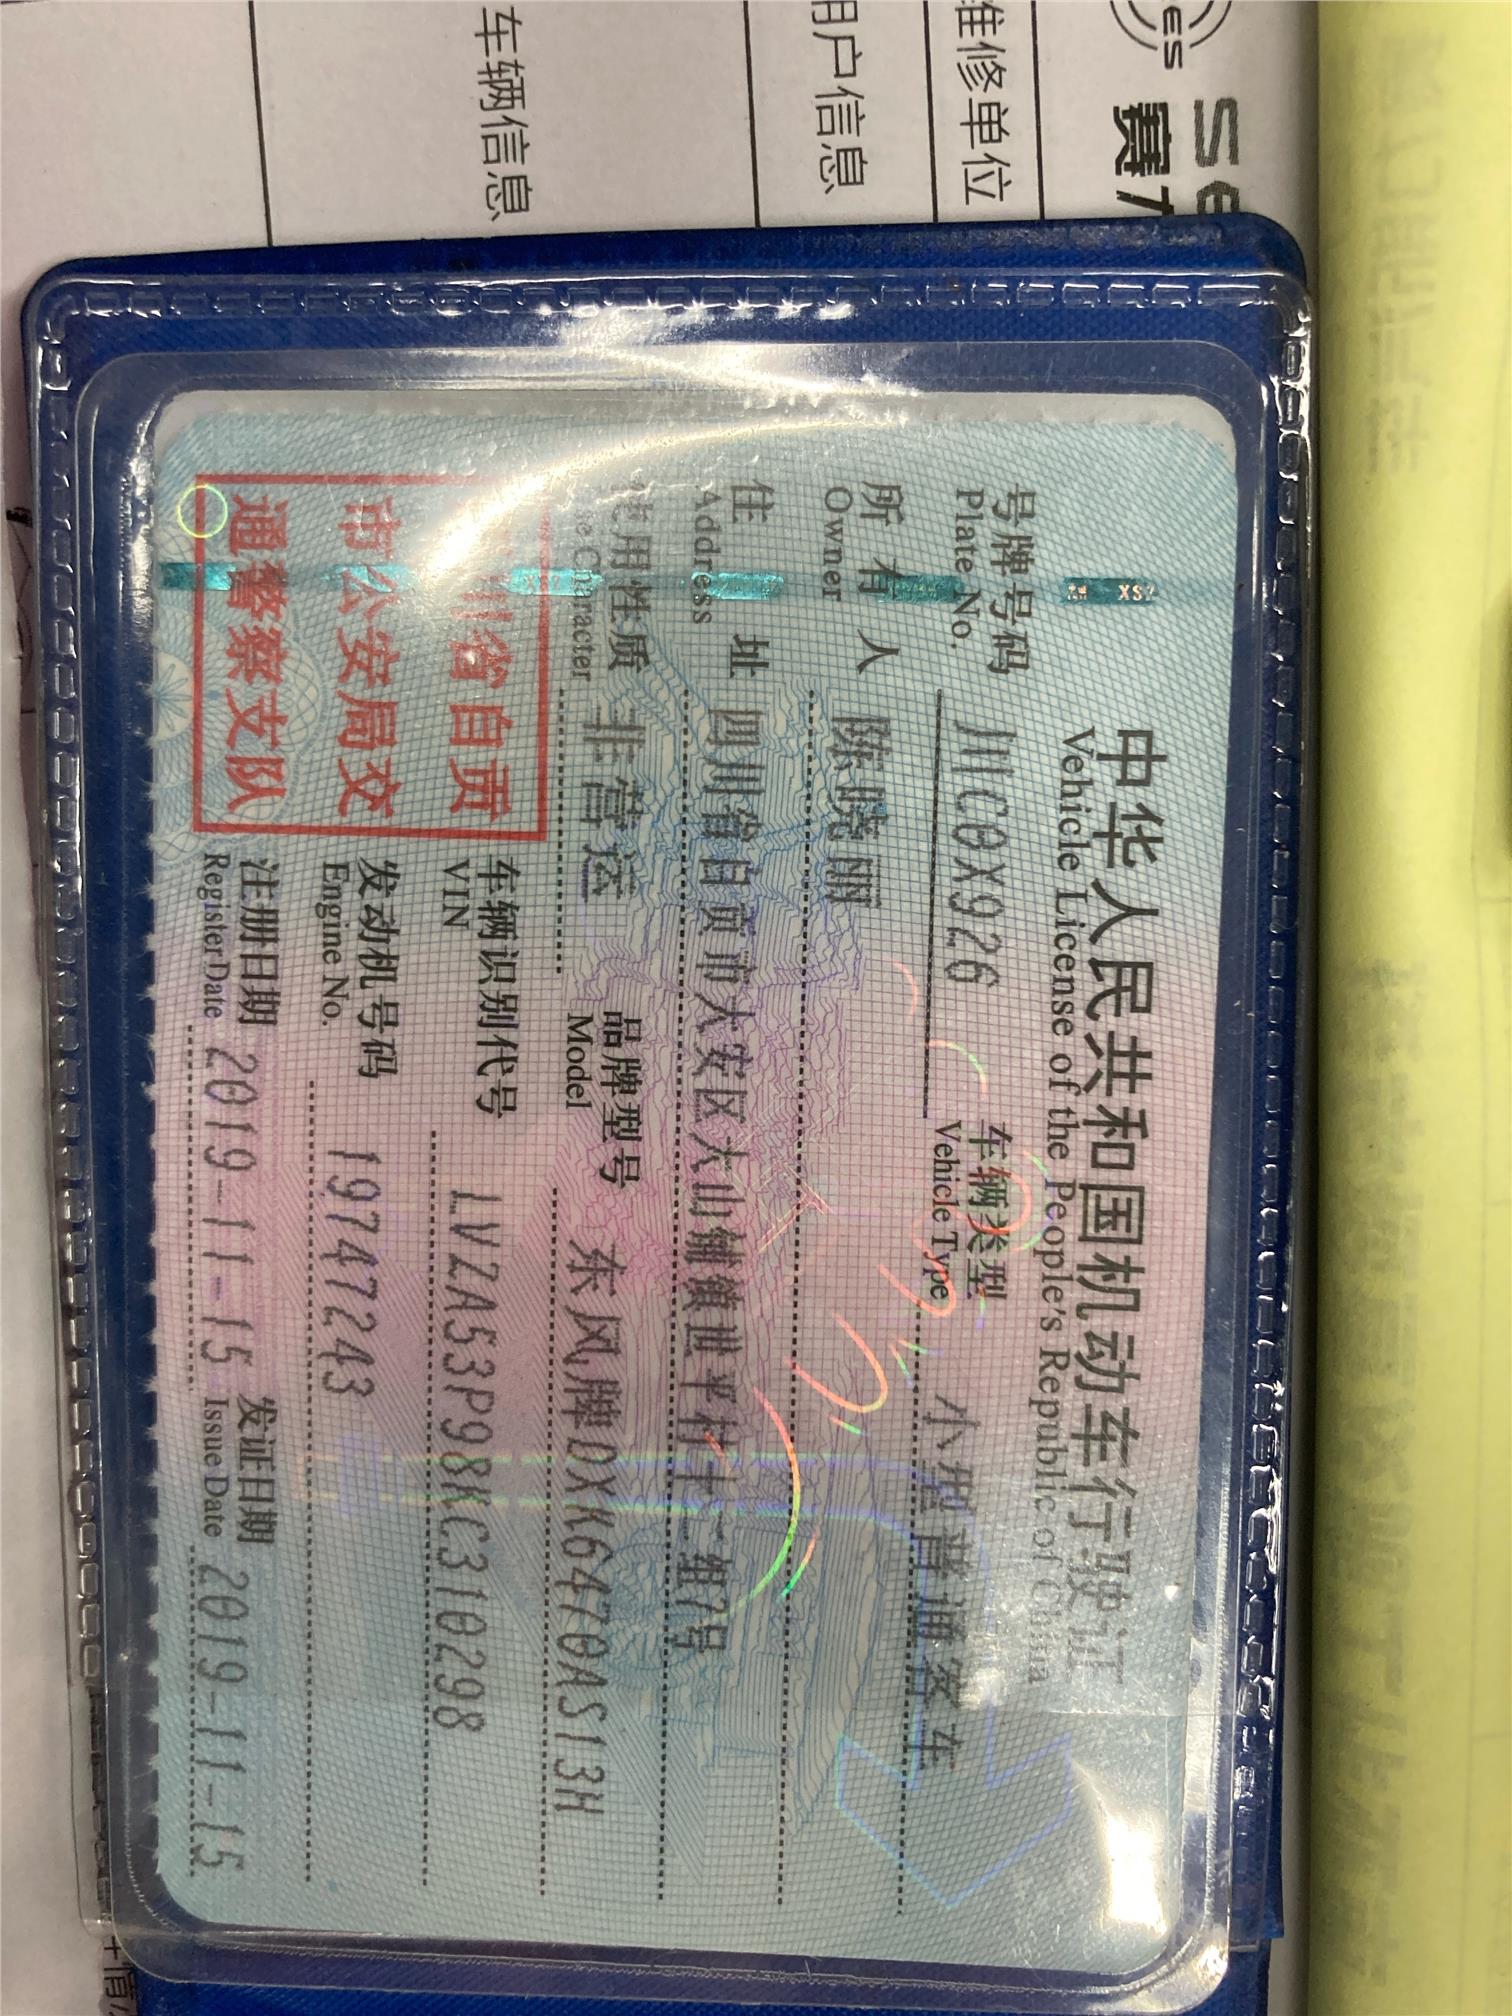 中华人民共和国机动车行驶证
Vehicle License of the People's Republic of China
号牌号码 川C0X926 车辆类型 小型普通客车
Plate No. Vehicle Type
所有人 陈晓丽
Owner
住址 四川省自贡市大安区大山铺镇世平村十二组7号
Address
使用性质 非营运 品牌型号 东风牌DXK6470AS13H
Character Model
车辆识别代号 LVZA53P98KC310298
VIN
发动机号码 19747243
Engine No.
注册日期 2019-11-15 发证日期 2019-11-15
Register Date Issue Date
川省自贡
市公安局交
通警察支队
维修单位
用户信息
车辆信息